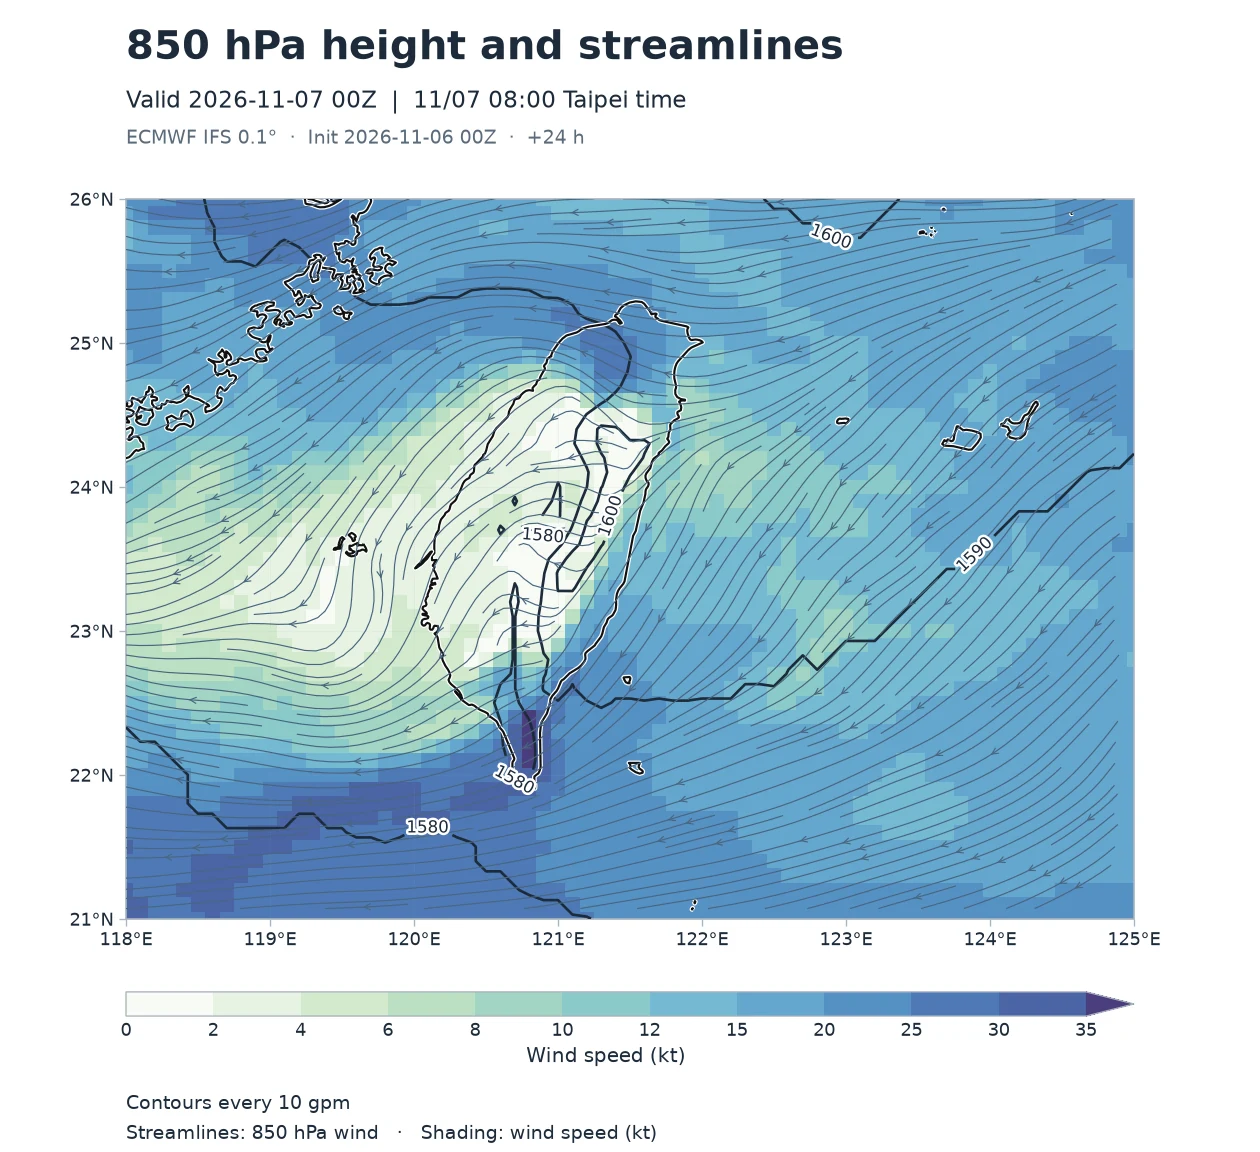 850 hPa height and streamlines
Valid 2026-11-07 00Z | 11/07 08:00 Taipei time
ECMWF IFS 0.1° · Init 2026-11-06 00Z · +24 h
26°N
1600
25°N
24°N
1600
1580
1590
23°N
22°N
1580
1580
21°N
118°E 119°E 120°E 121°E 122°E 123°E 124°E 125°E
0 2 4 6 8 10 12 15 20 25 30 35
Wind speed (kt)
Contours every 10 gpm
Streamlines: 850 hPa wind · Shading: wind speed (kt)